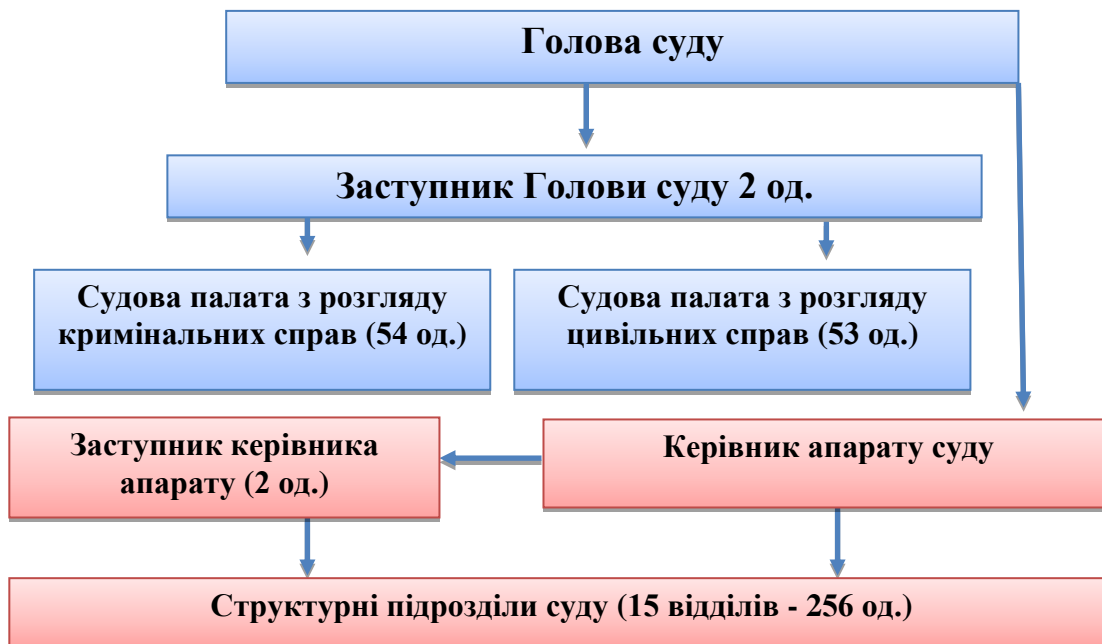 Голова суду
Заступник Голови суду 2 од.
Судова палата з розгляду
кримінальних справ (54 од.)
Судова палата з розгляду
цивільних справ (53 од.)
Заступник керівника
апарату (2 од.)
Керівник апарату суду
Структурні підрозділи суду (15 відділів - 256 од.)